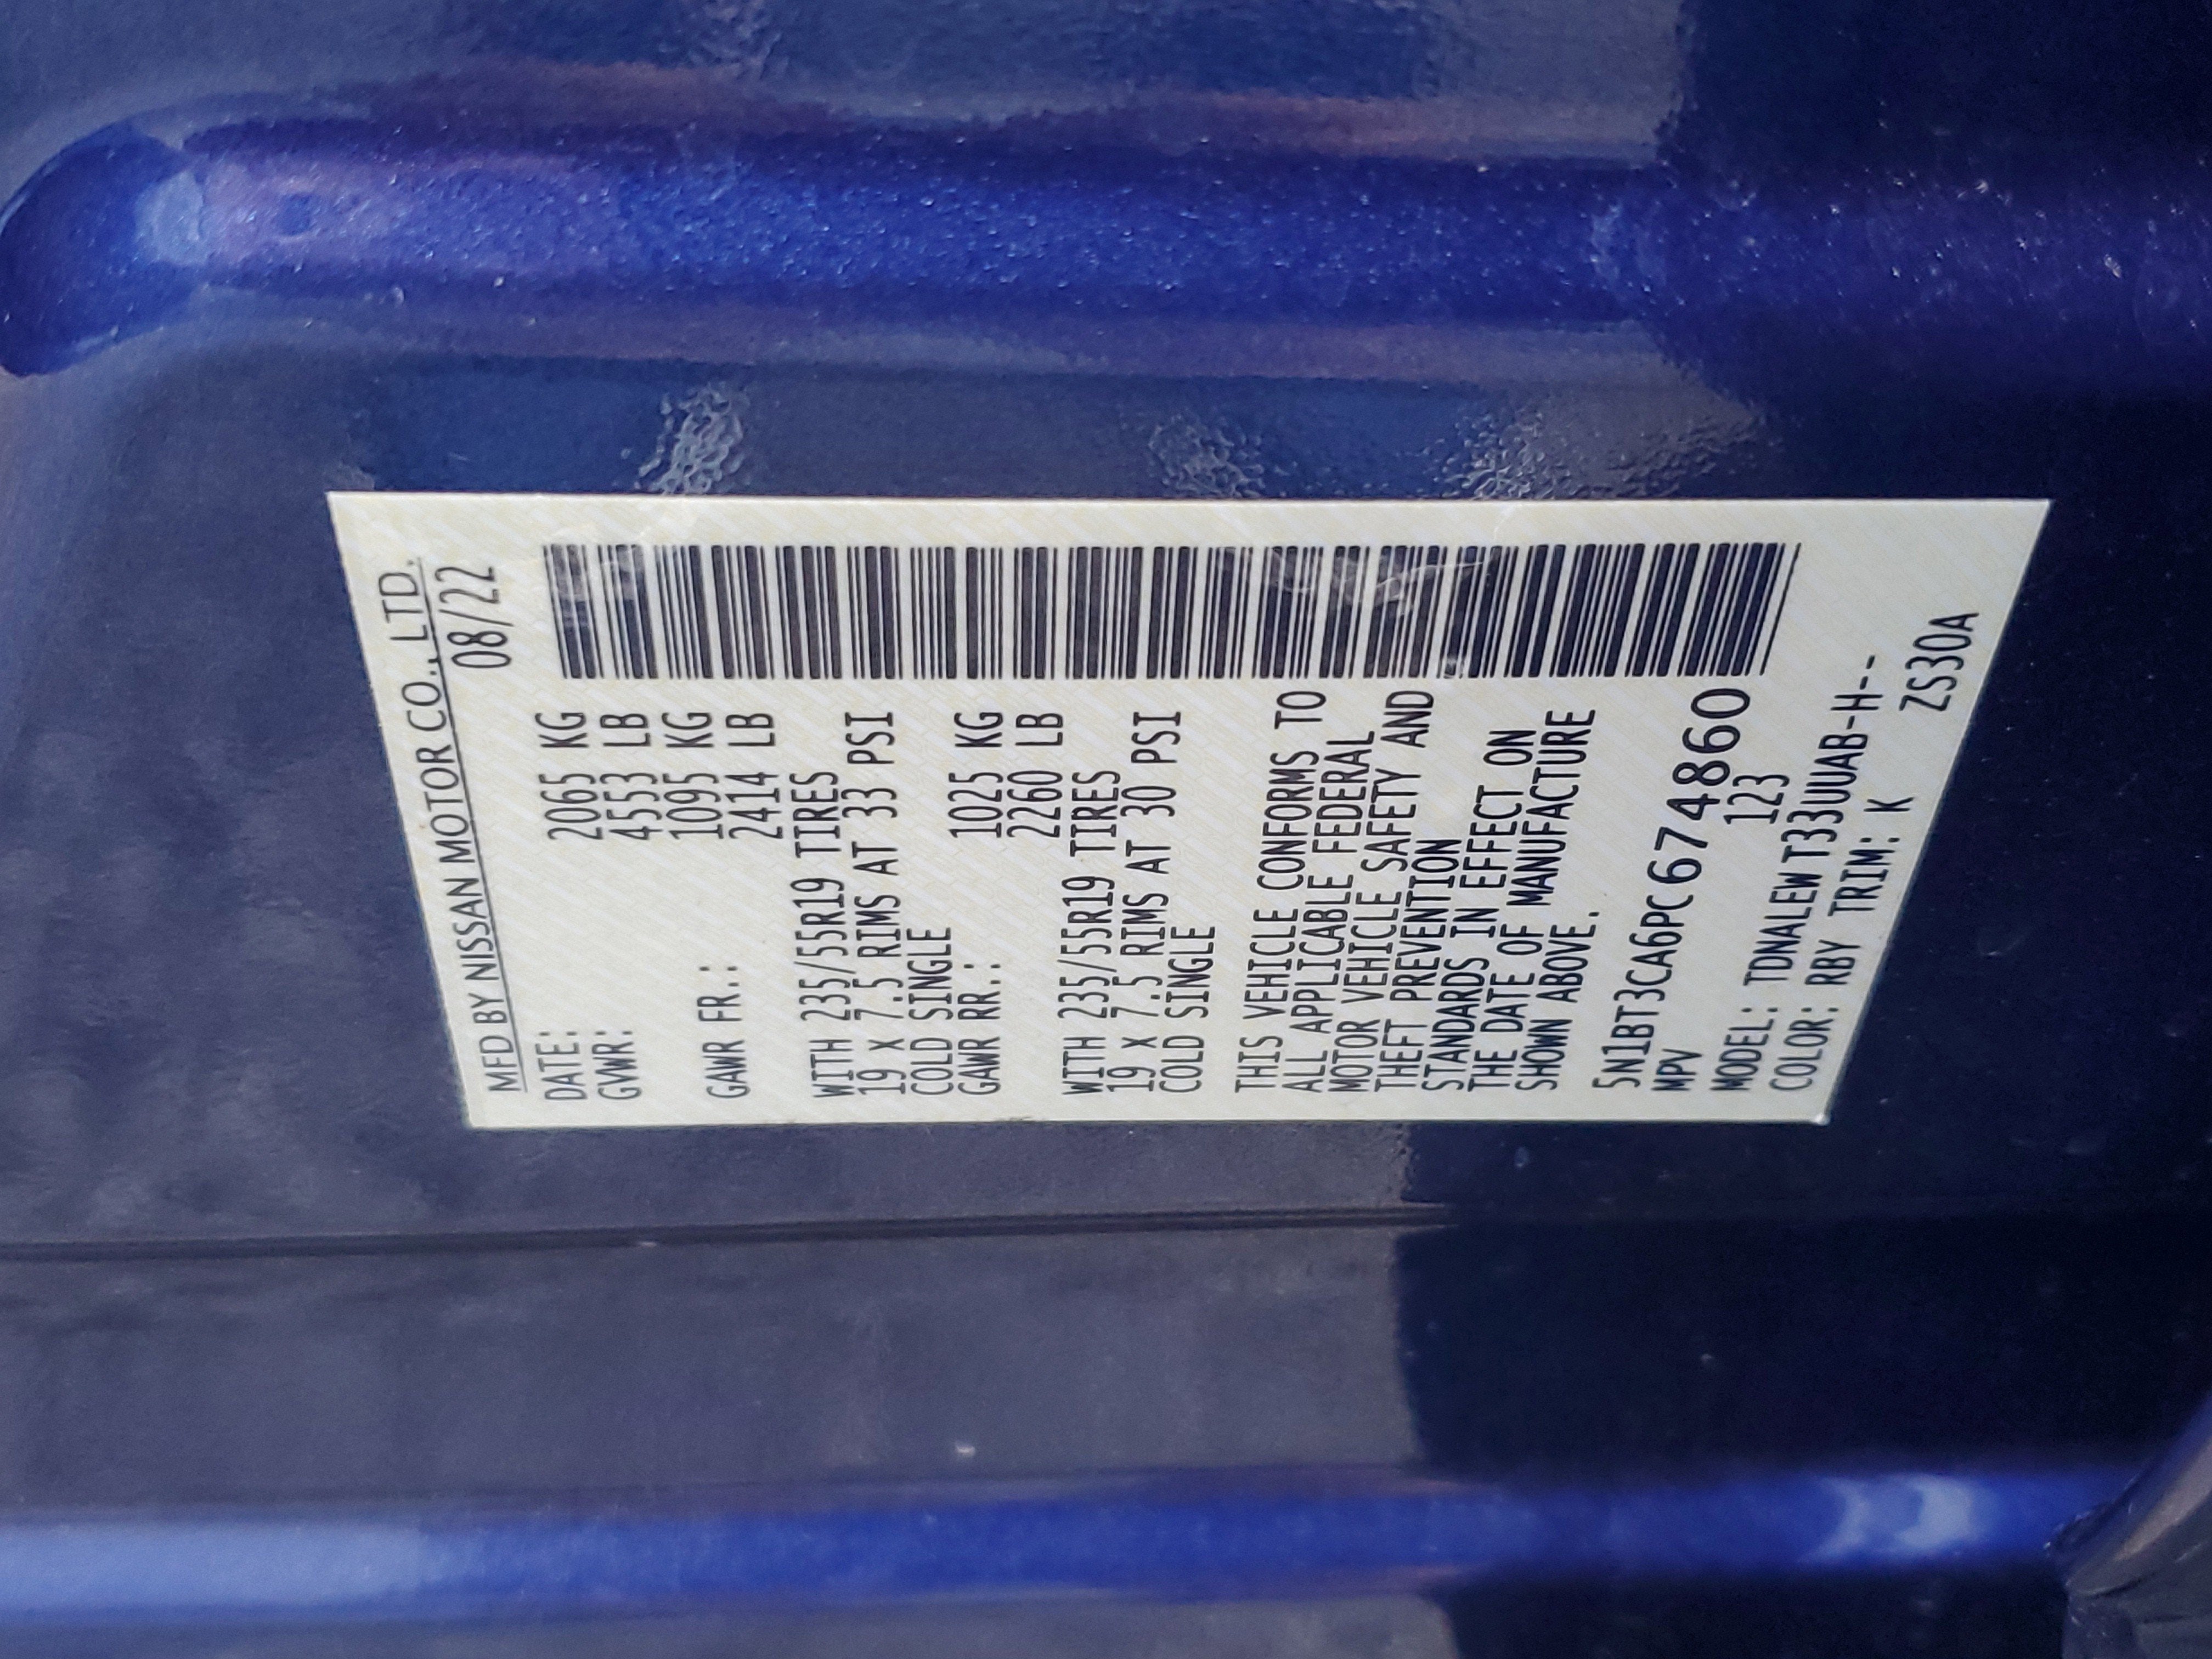 MFD BY NISSAN MOTOR CO., LTD.
DATE: 08/22
GVWR: 2065 KG
4553 LB
GAWR FR.: 1095 KG
2414 LB
WITH 235/55R19 TIRES
19 X 7.5 RIMS AT 33 PSI
COLD SINGLE
GAWR RR.: 1025 KG
2260 LB
WITH 235/55R19 TIRES
19 X 7.5 RIMS AT 30 PSI
COLD SINGLE
THIS VEHICLE CONFORMS TO
ALL APPLICABLE FEDERAL
MOTOR VEHICLE SAFETY AND
THEFT PREVENTION
STANDARDS IN EFFECT ON
THE DATE OF MANUFACTURE
SHOWN ABOVE.
5N1BT3CA6PC674860
MPV 123
MODEL: TDNALEW T33UUAB-H--
COLOR: RBY TRIM: K ZS30A